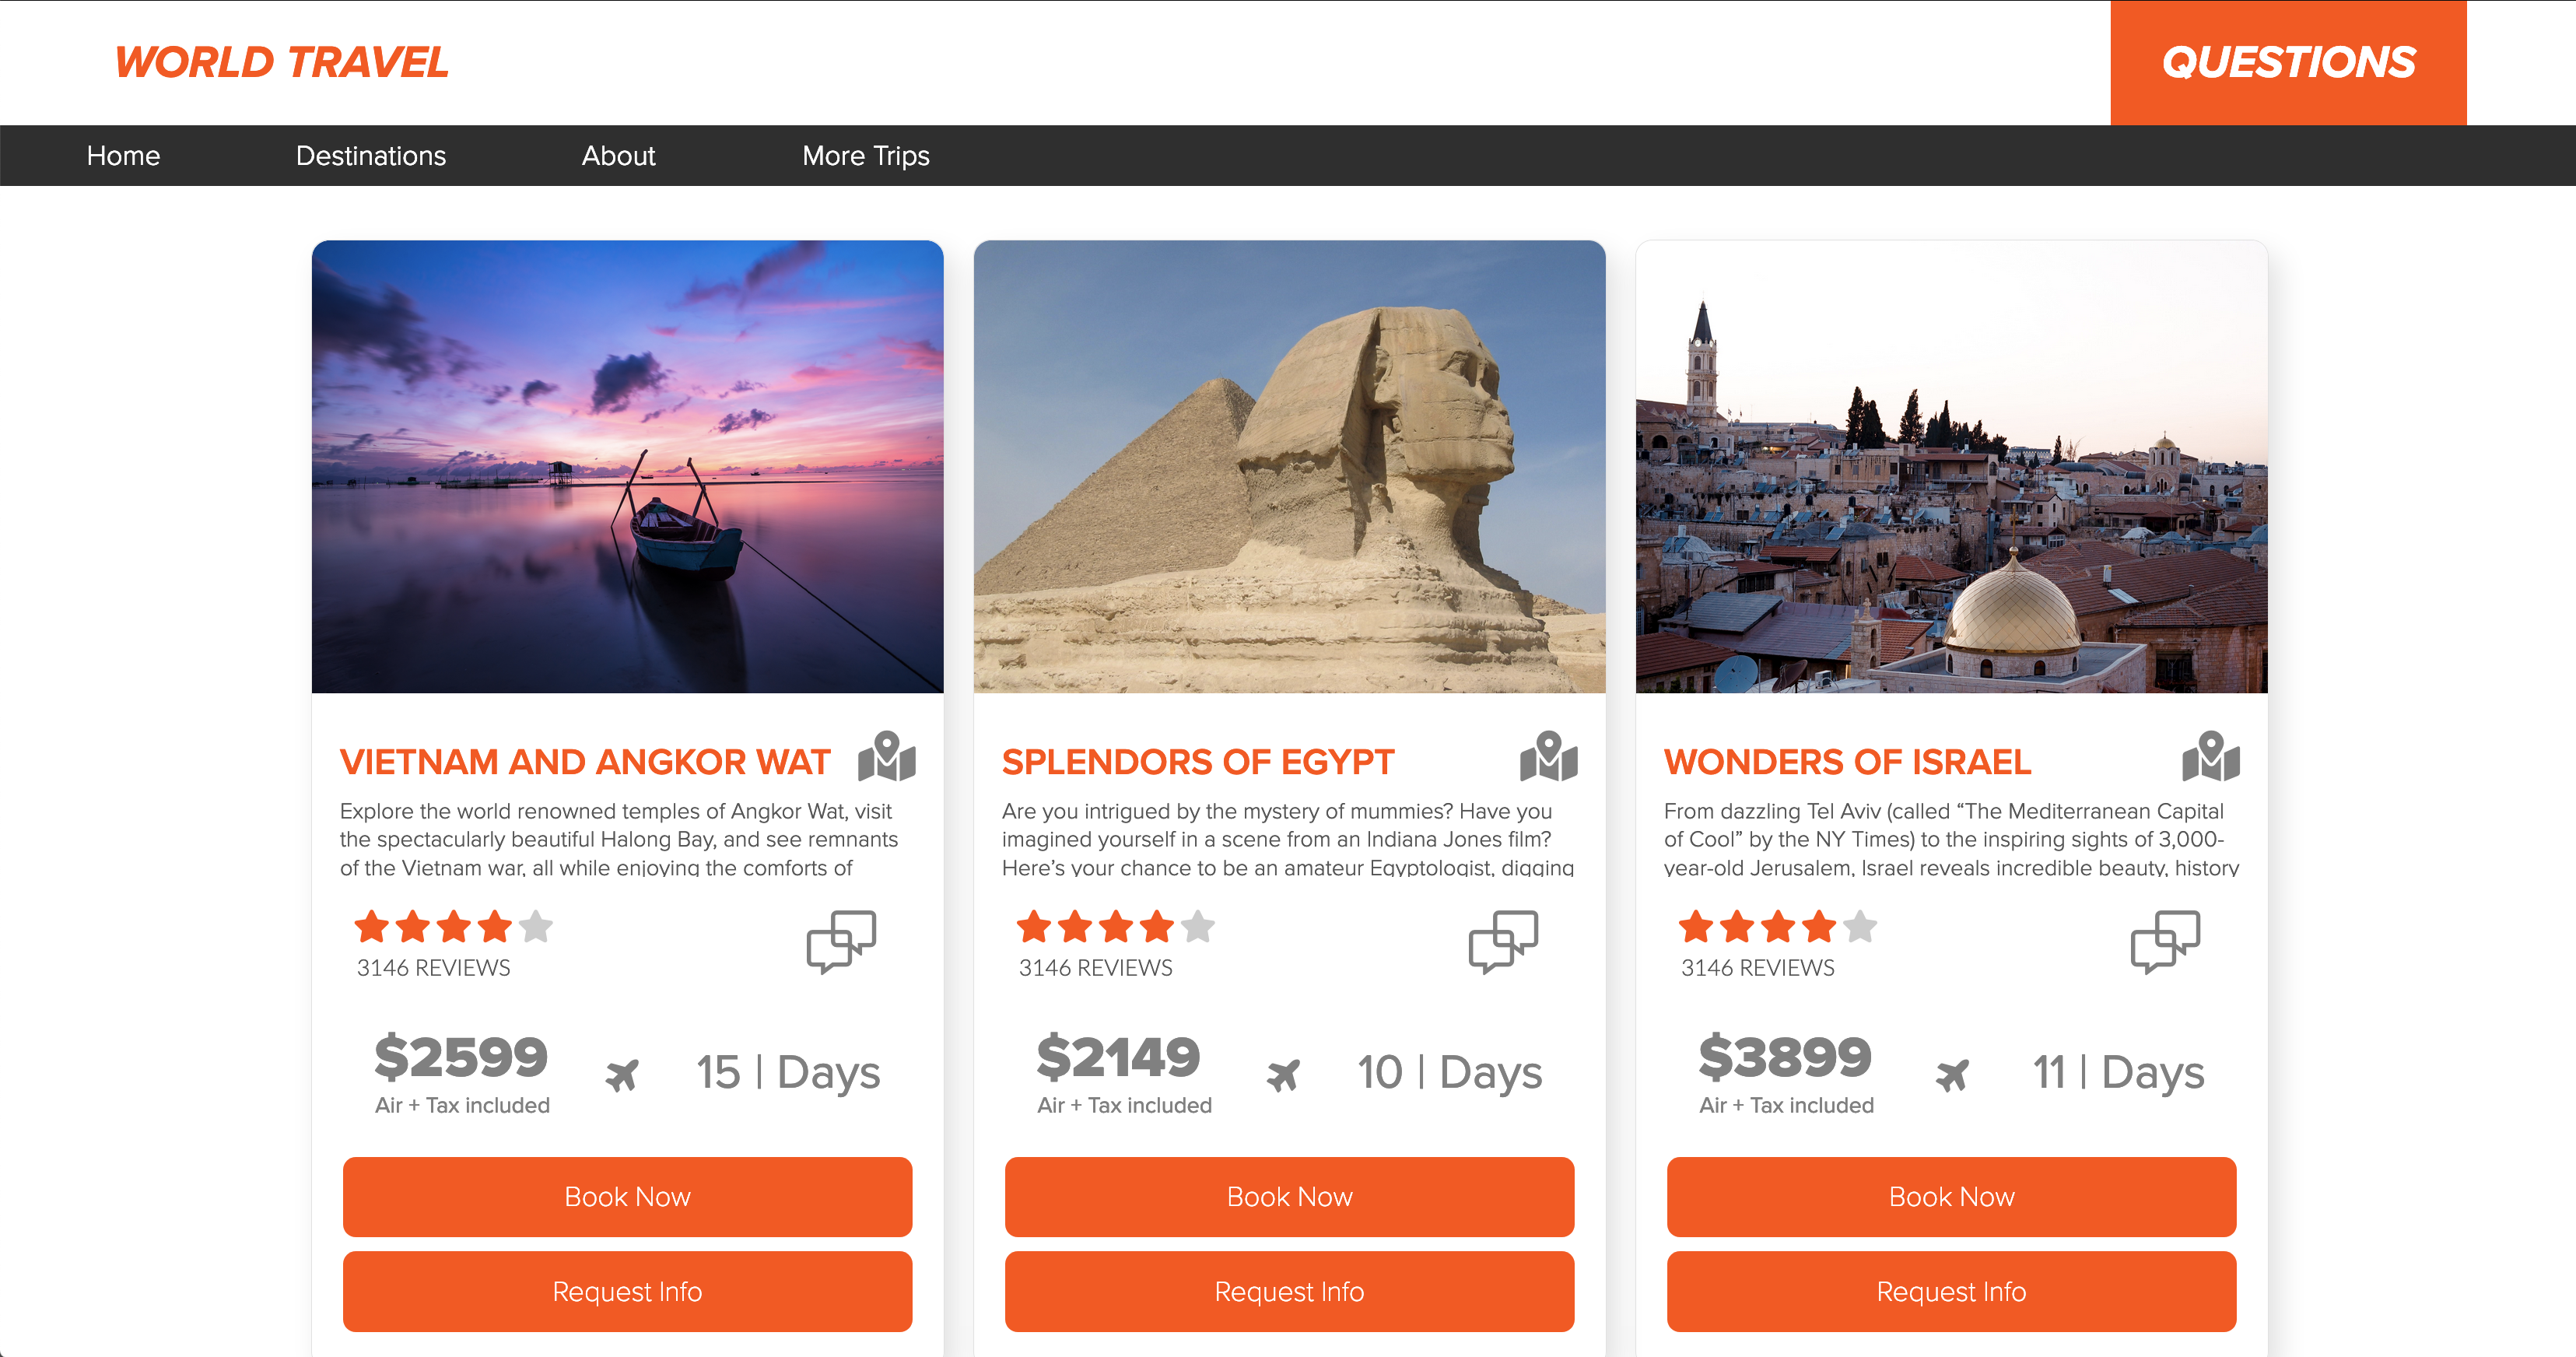 WORLD TRAVEL
QUESTIONS
Home
Destinations
About
More Trips
VIETNAM AND ANGKOR WAT
Explore the world renowned temples of Angkor Wat, visit
the spectacularly beautiful Halong Bay, and see remnants
of the Vietnam war, all while enjoying the comforts of
3146 REVIEWS
$2599
Air + Tax included
15 | Days
Book Now
Request Info
SPLENDORS OF EGYPT
Are you intrigued by the mystery of mummies? Have you
imagined yourself in a scene from an Indiana Jones film?
Here’s your chance to be an amateur Egyptologist, digging
3146 REVIEWS
$2149
Air + Tax included
10 | Days
Book Now
Request Info
WONDERS OF ISRAEL
From dazzling Tel Aviv (called “The Mediterranean Capital
of Cool” by the NY Times) to the inspiring sights of 3,000-
year-old Jerusalem, Israel reveals incredible beauty, history
3146 REVIEWS
$3899
Air + Tax included
11 | Days
Book Now
Request Info